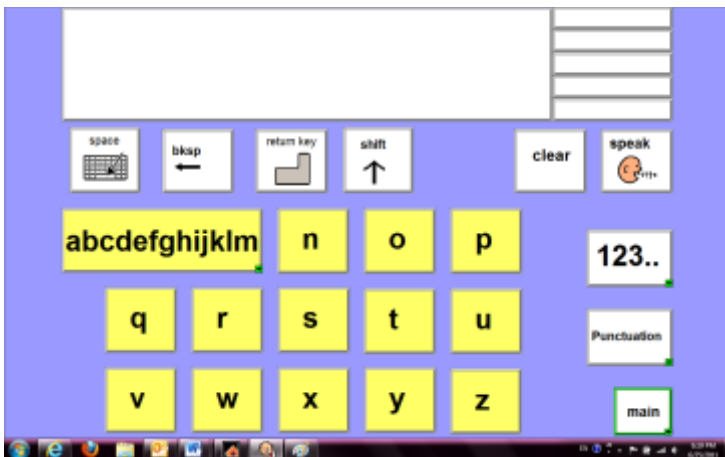 space bksp return key shift clear speak
abcdefghijklm n o p 123..
q r s t u
Punctuation
v w x y z main